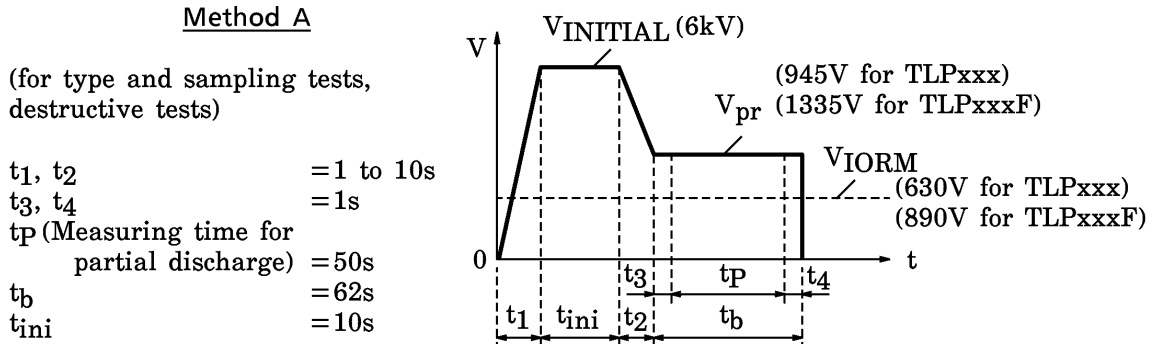 Method A
(for type and sampling tests,
destructive tests)
t1, t2 =1 to 10s
t3, t4 =1s
tP (Measuring time for
partial discharge) =50s
tb =62s
tini =10s
V
VINITIAL (6kV)
(945V for TLPxxx)
Vpr (1335V for TLPxxxF)
VIORM
(630V for TLPxxx)
(890V for TLPxxxF)
0
t
t3 tP t4
t1 tini t2 tb